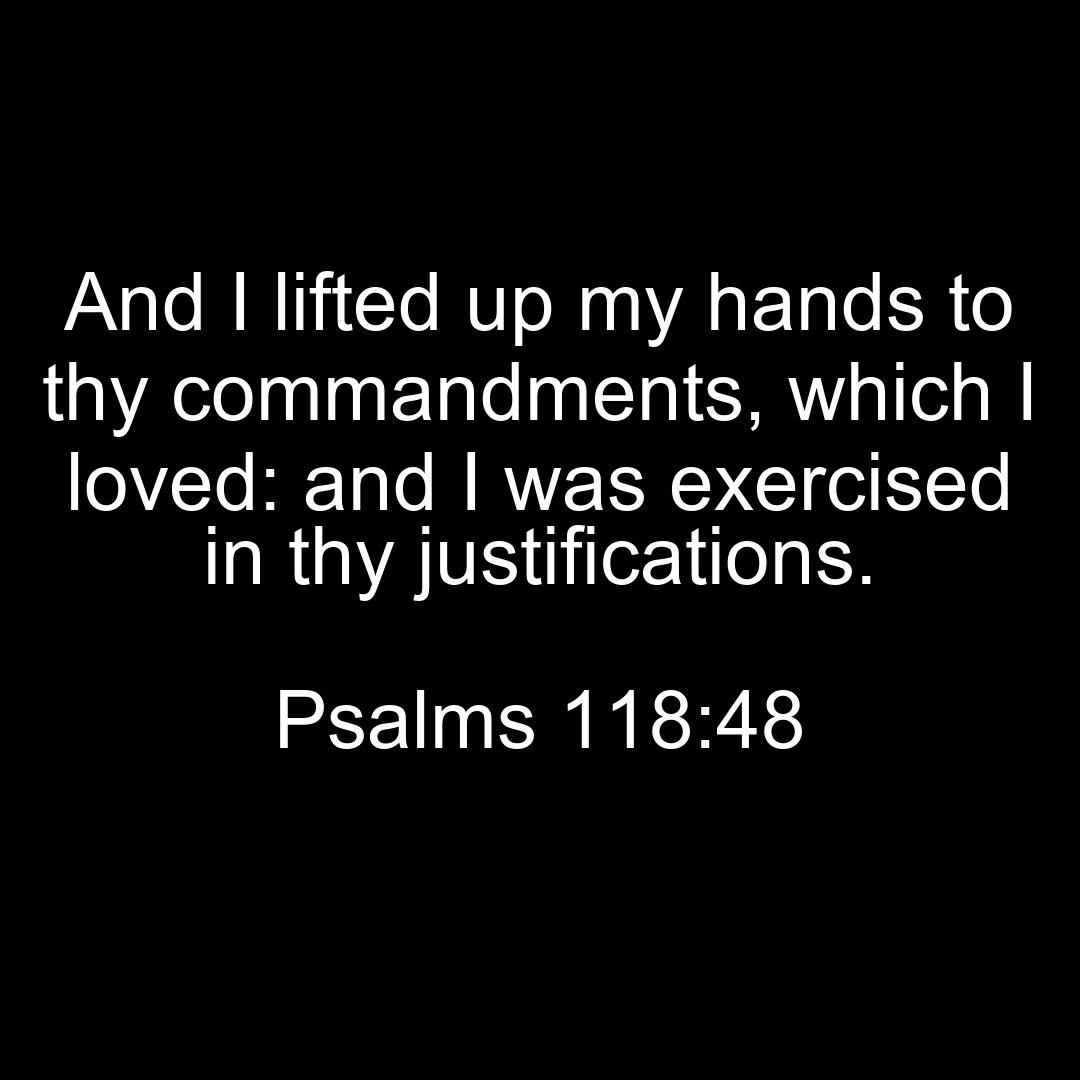 And I lifted up my hands to
thy commandments, which I
loved: and I was exercised
in thy justifications.
Psalms 118:48